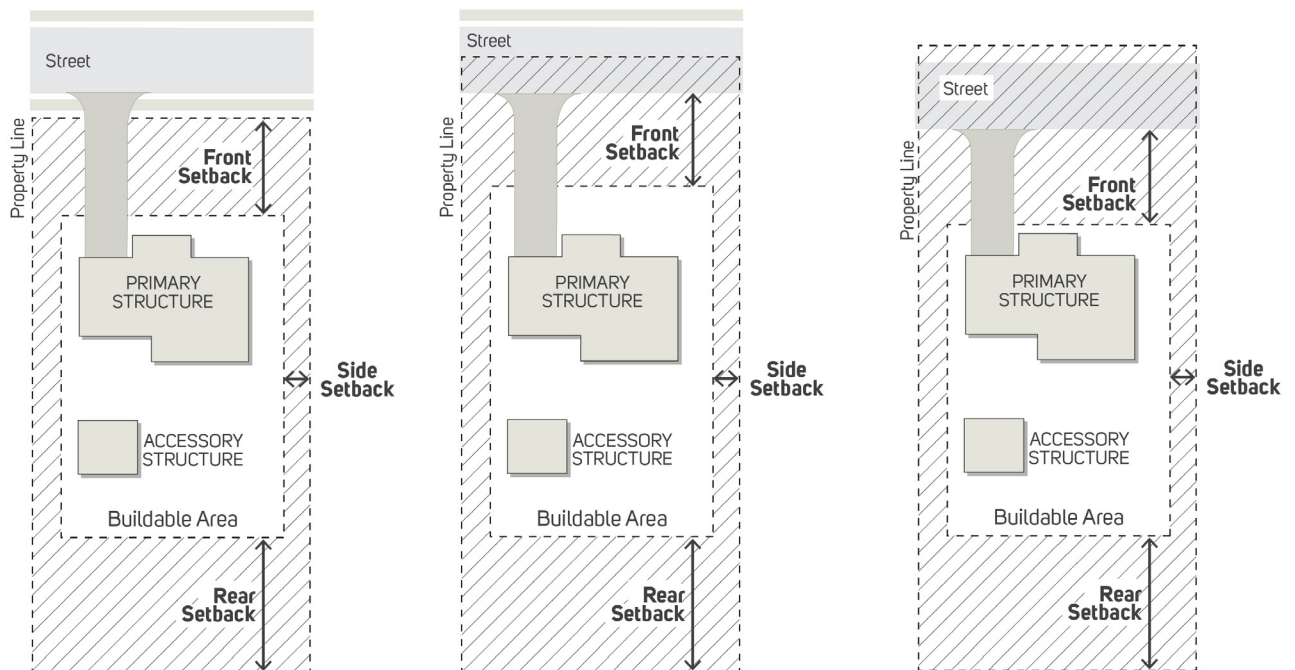 Street
Property Line
Front
Setback
PRIMARY
STRUCTURE
Side
Setback
ACCESSORY
STRUCTURE
Buildable Area
Rear
Setback
Street
Property Line
Front
Setback
PRIMARY
STRUCTURE
Side
Setback
ACCESSORY
STRUCTURE
Buildable Area
Rear
Setback
Street
Property Line
Front
Setback
PRIMARY
STRUCTURE
Side
Setback
ACCESSORY
STRUCTURE
Buildable Area
Rear
Setback